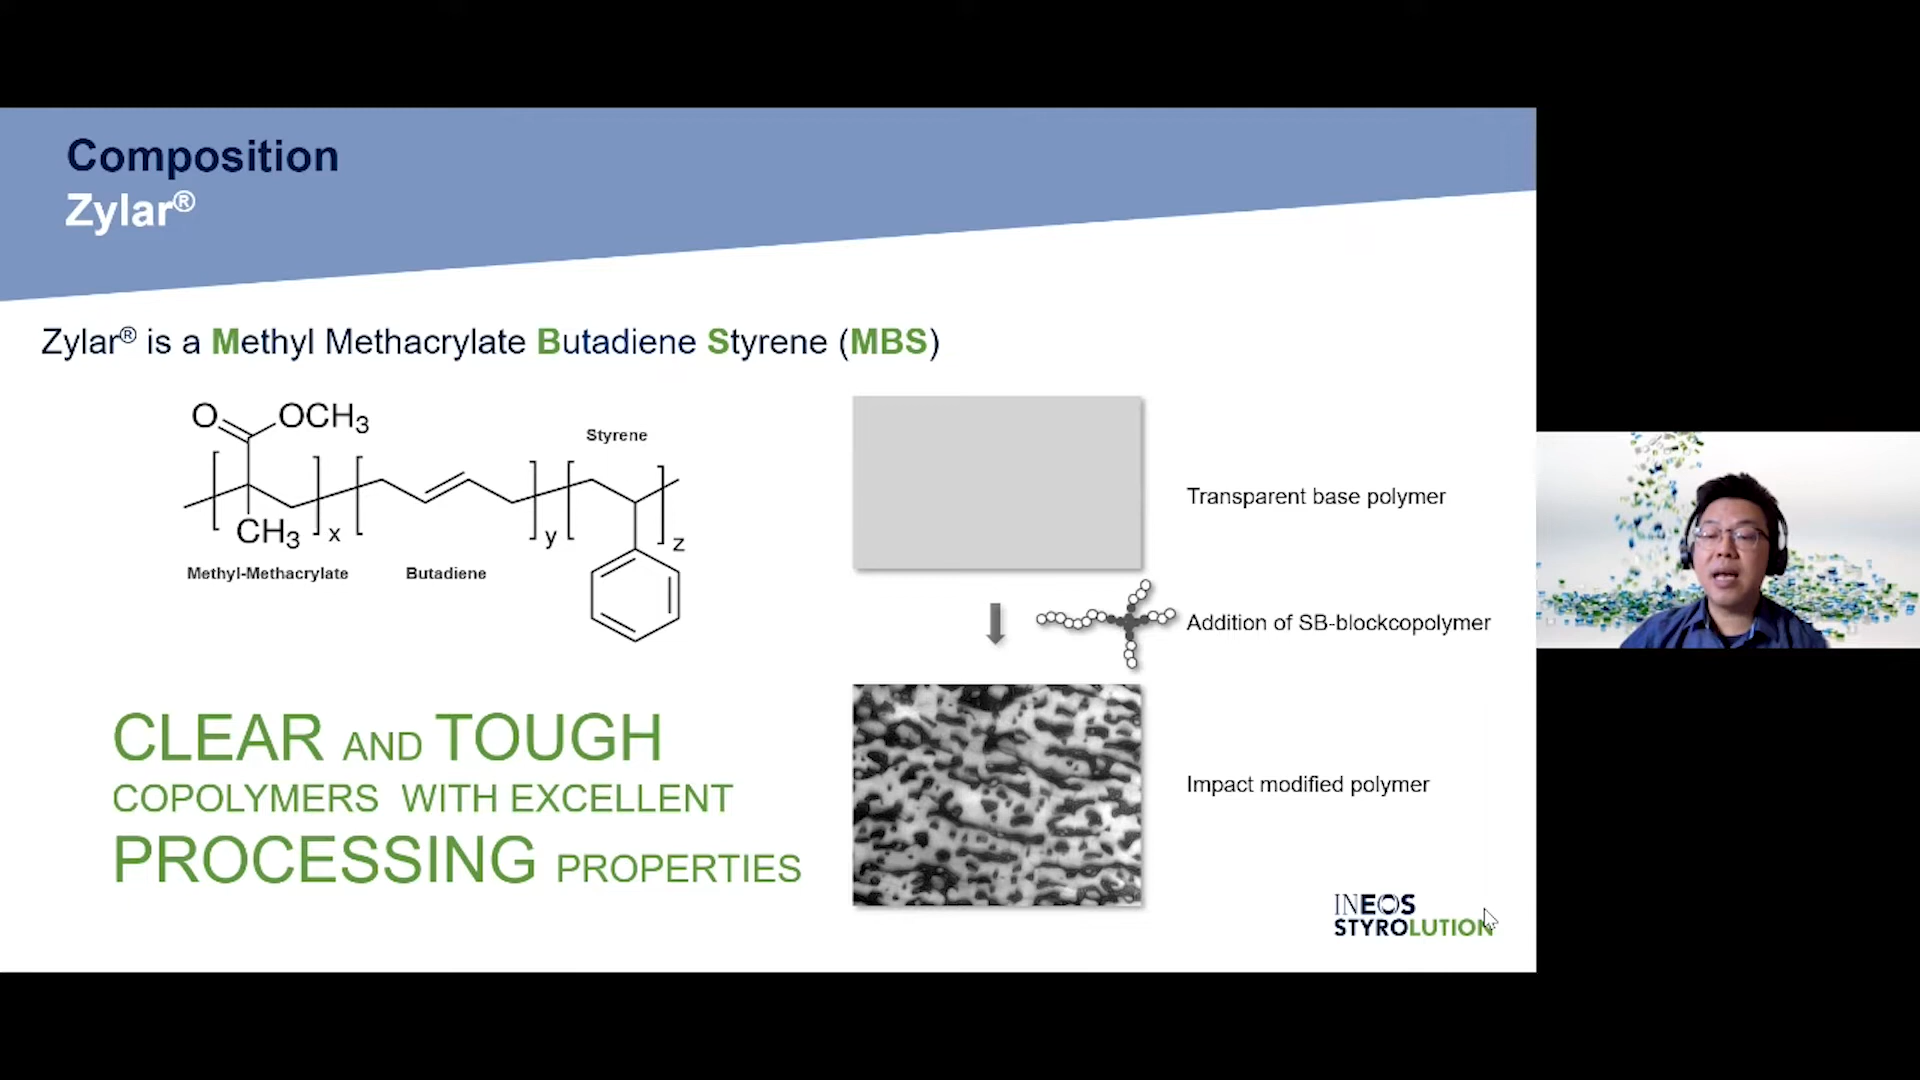 Composition
Zylar®
Zylar® is a Methyl Methacrylate Butadiene Styrene (MBS)
O
OCH3
Styrene
CH3
x
y
z
Methyl-Methacrylate
Butadiene
Transparent base polymer
Addition of SB-blockcopolymer
Impact modified polymer
CLEAR AND TOUGH
COPOLYMERS WITH EXCELLENT
PROCESSING PROPERTIES
INEOS
STYROLUTION